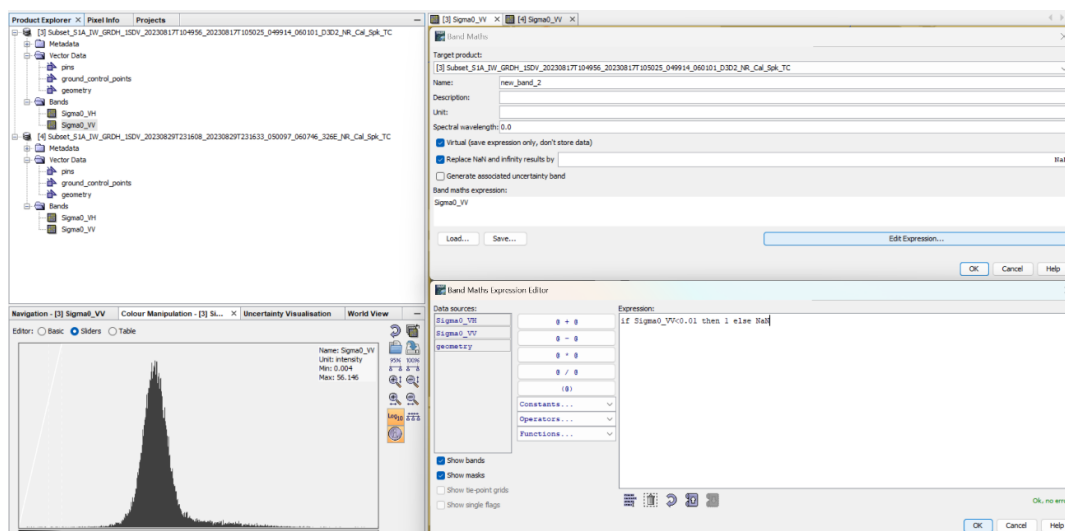 Product Explorer Pixel Info Projects
[3] Subset_S1A_IW_GRDH_1SDV_20230817T104956_20230817T105025_049914_060101_D3D2_NR_Cal_Spk_TC
Metadata
Vector Data
pins
ground_control_points
geometry
Bands
Sigma0_VH
Sigma0_VV
[4] Subset_S1A_IW_GRDH_1SDV_20230829T231608_20230829T231633_050097_060746_326E_NR_Cal_Spk_TC
Metadata
Vector Data
pins
ground_control_points
geometry
Bands
Sigma0_VH
Sigma0_VV
Navigation - [3] Sigma0_VV Colour Manipulation - [3] Si... Uncertainty Visualisation World View
Editor: Basic Sliders Table
Name: Sigma0_VV
Unit: intensity
Min: 0.004
Max: 56.146
95% 100%
Log10
[3] Sigma0_VV [4] Sigma0_VV
Band Maths
Target product:
[3] Subset_S1A_IW_GRDH_1SDV_20230817T104956_20230817T105025_049914_060101_D3D2_NR_Cal_Spk_TC
Name: new_band_2
Description:
Unit:
Spectral wavelength: 0.0
Virtual (save expression only, don't store data)
Replace NaN and infinity results by NaN
Generate associated uncertainty band
Band maths expression:
Sigma0_VV
Load... Save... Edit Expression...
OK Cancel Help
Band Maths Expression Editor
Data sources: Expression:
Sigma0_VH
Sigma0_VV
geometry
@ + @
@ - @
@ * @
@ / @
(@)
Constants...
Operators...
Functions...
if Sigma0_VV<0.01 then 1 else NaN
Show bands
Show masks
Show tie-point grids
Show single flags
Ok, no err
OK Cancel Help